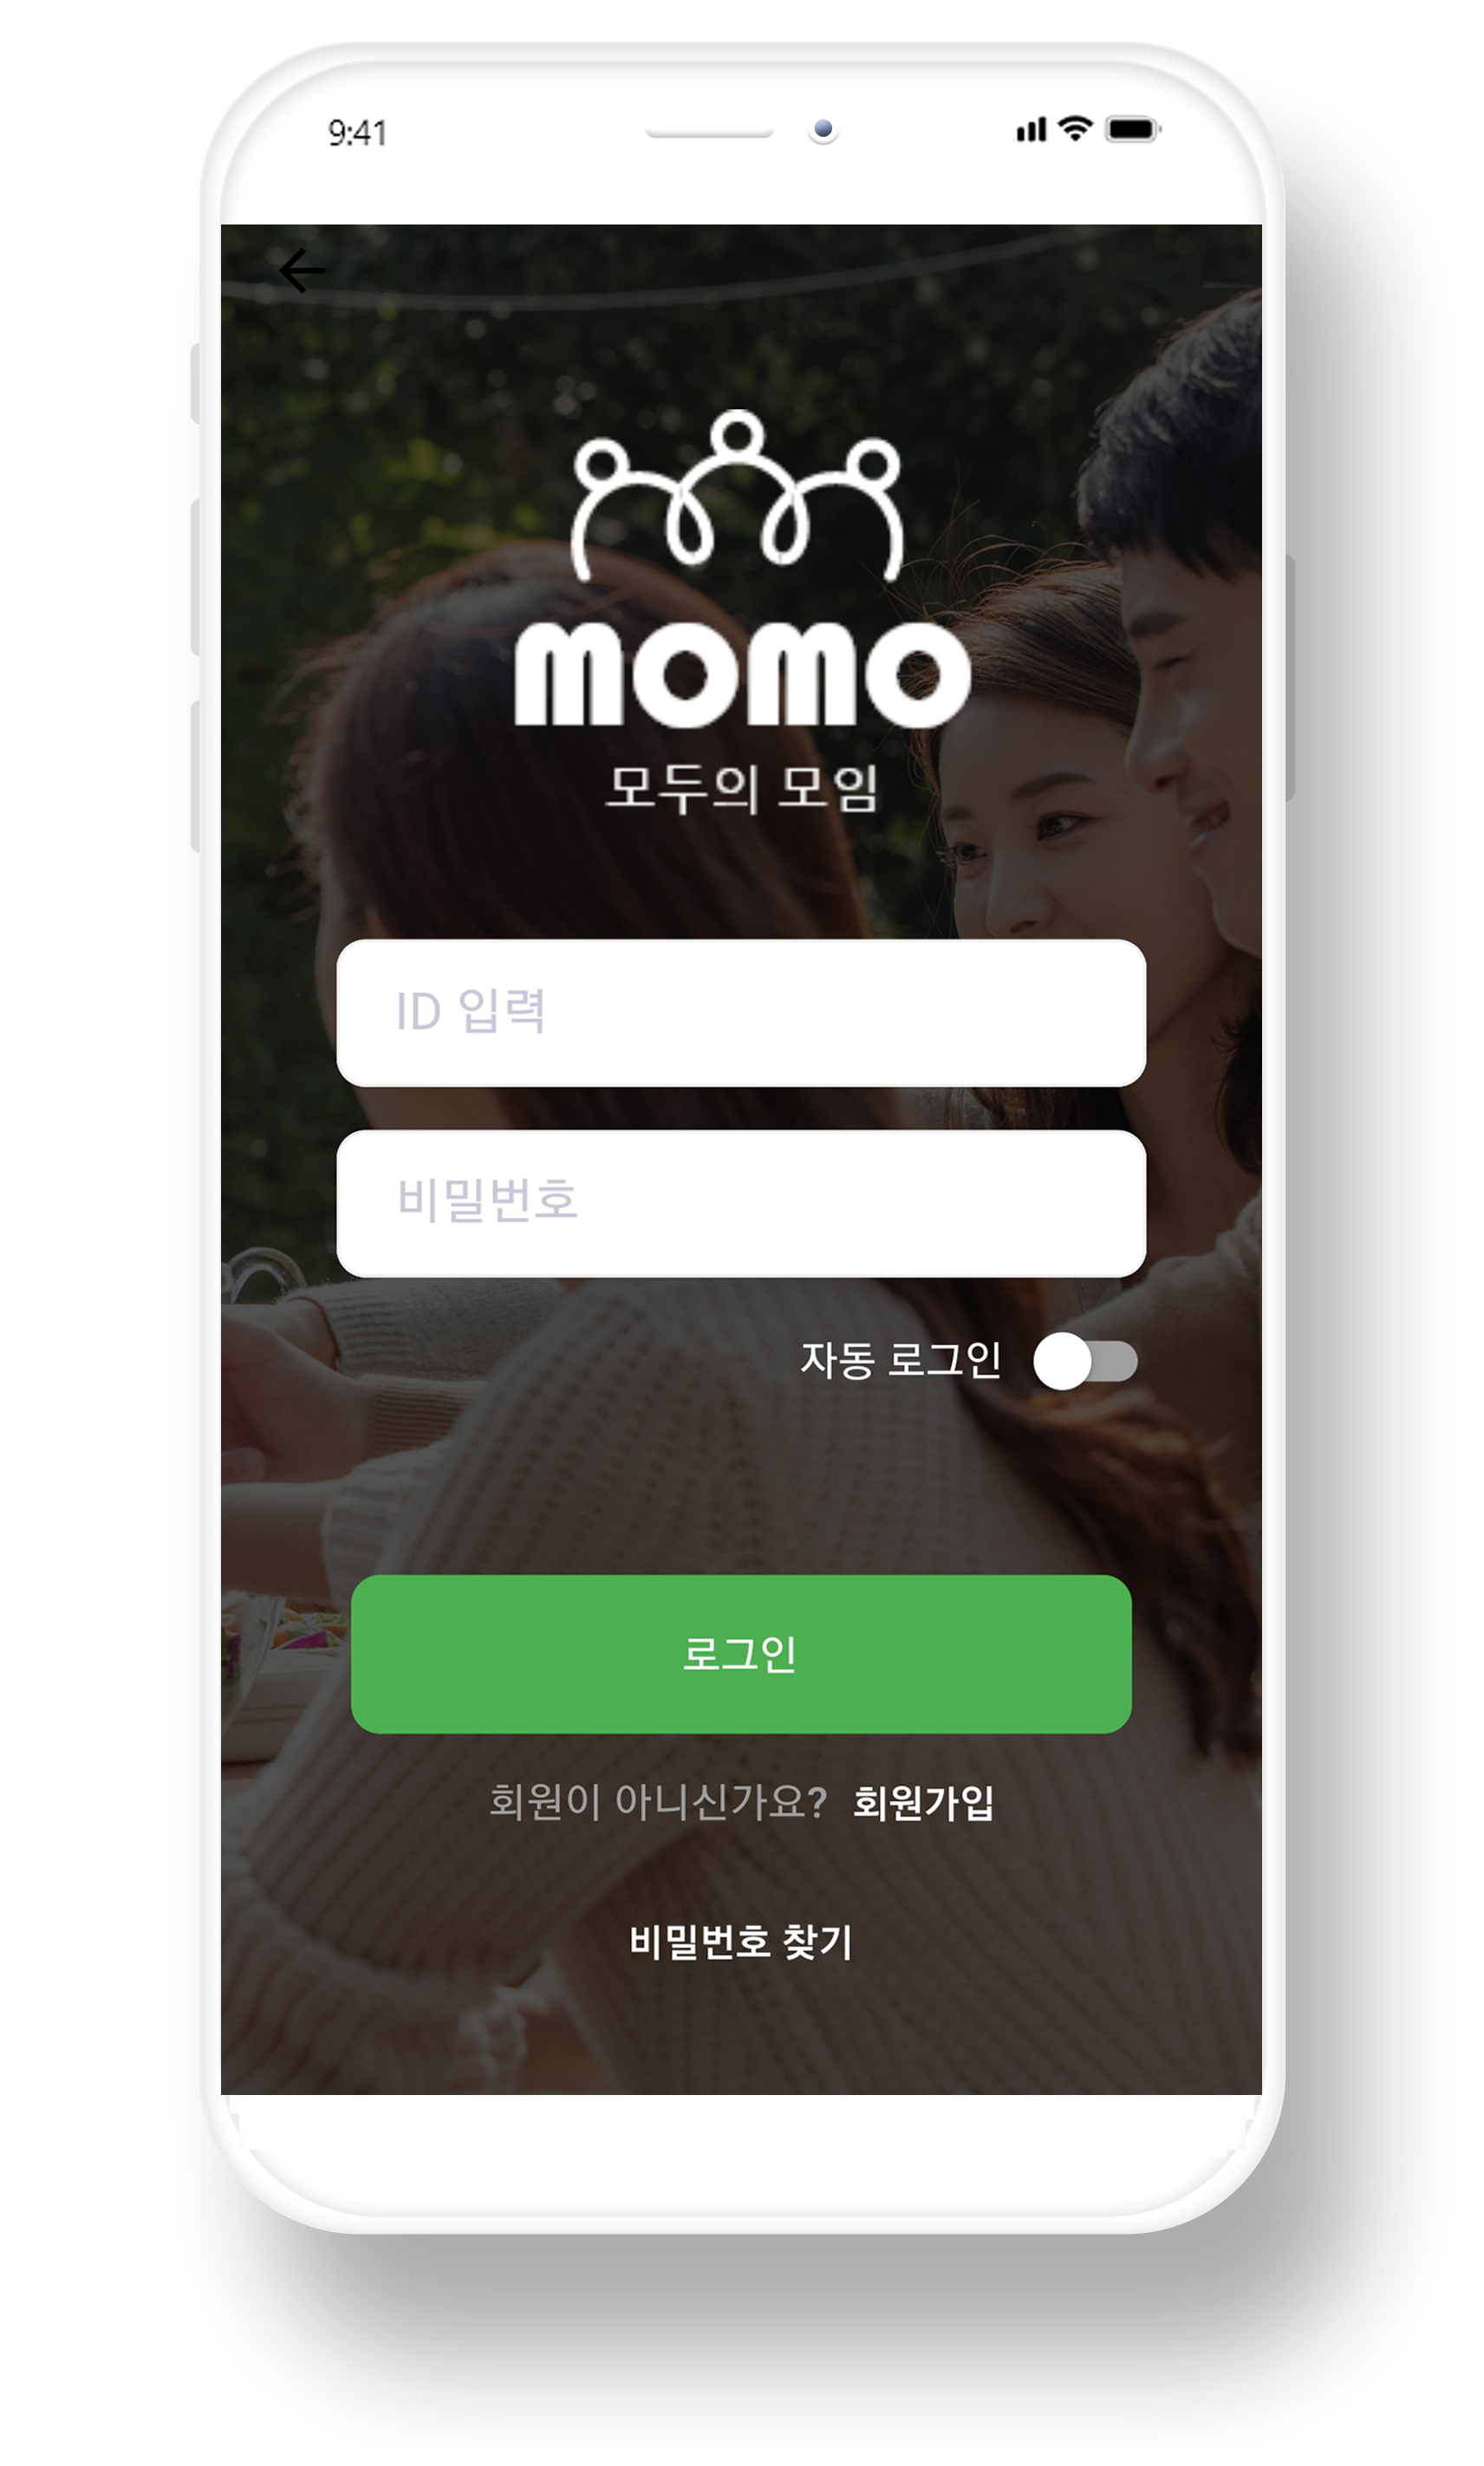 9:41
momo
모두의 모임
ID 입력
비밀번호
자동 로그인
로그인
회원이 아니신가요? 회원가입
비밀번호 찾기